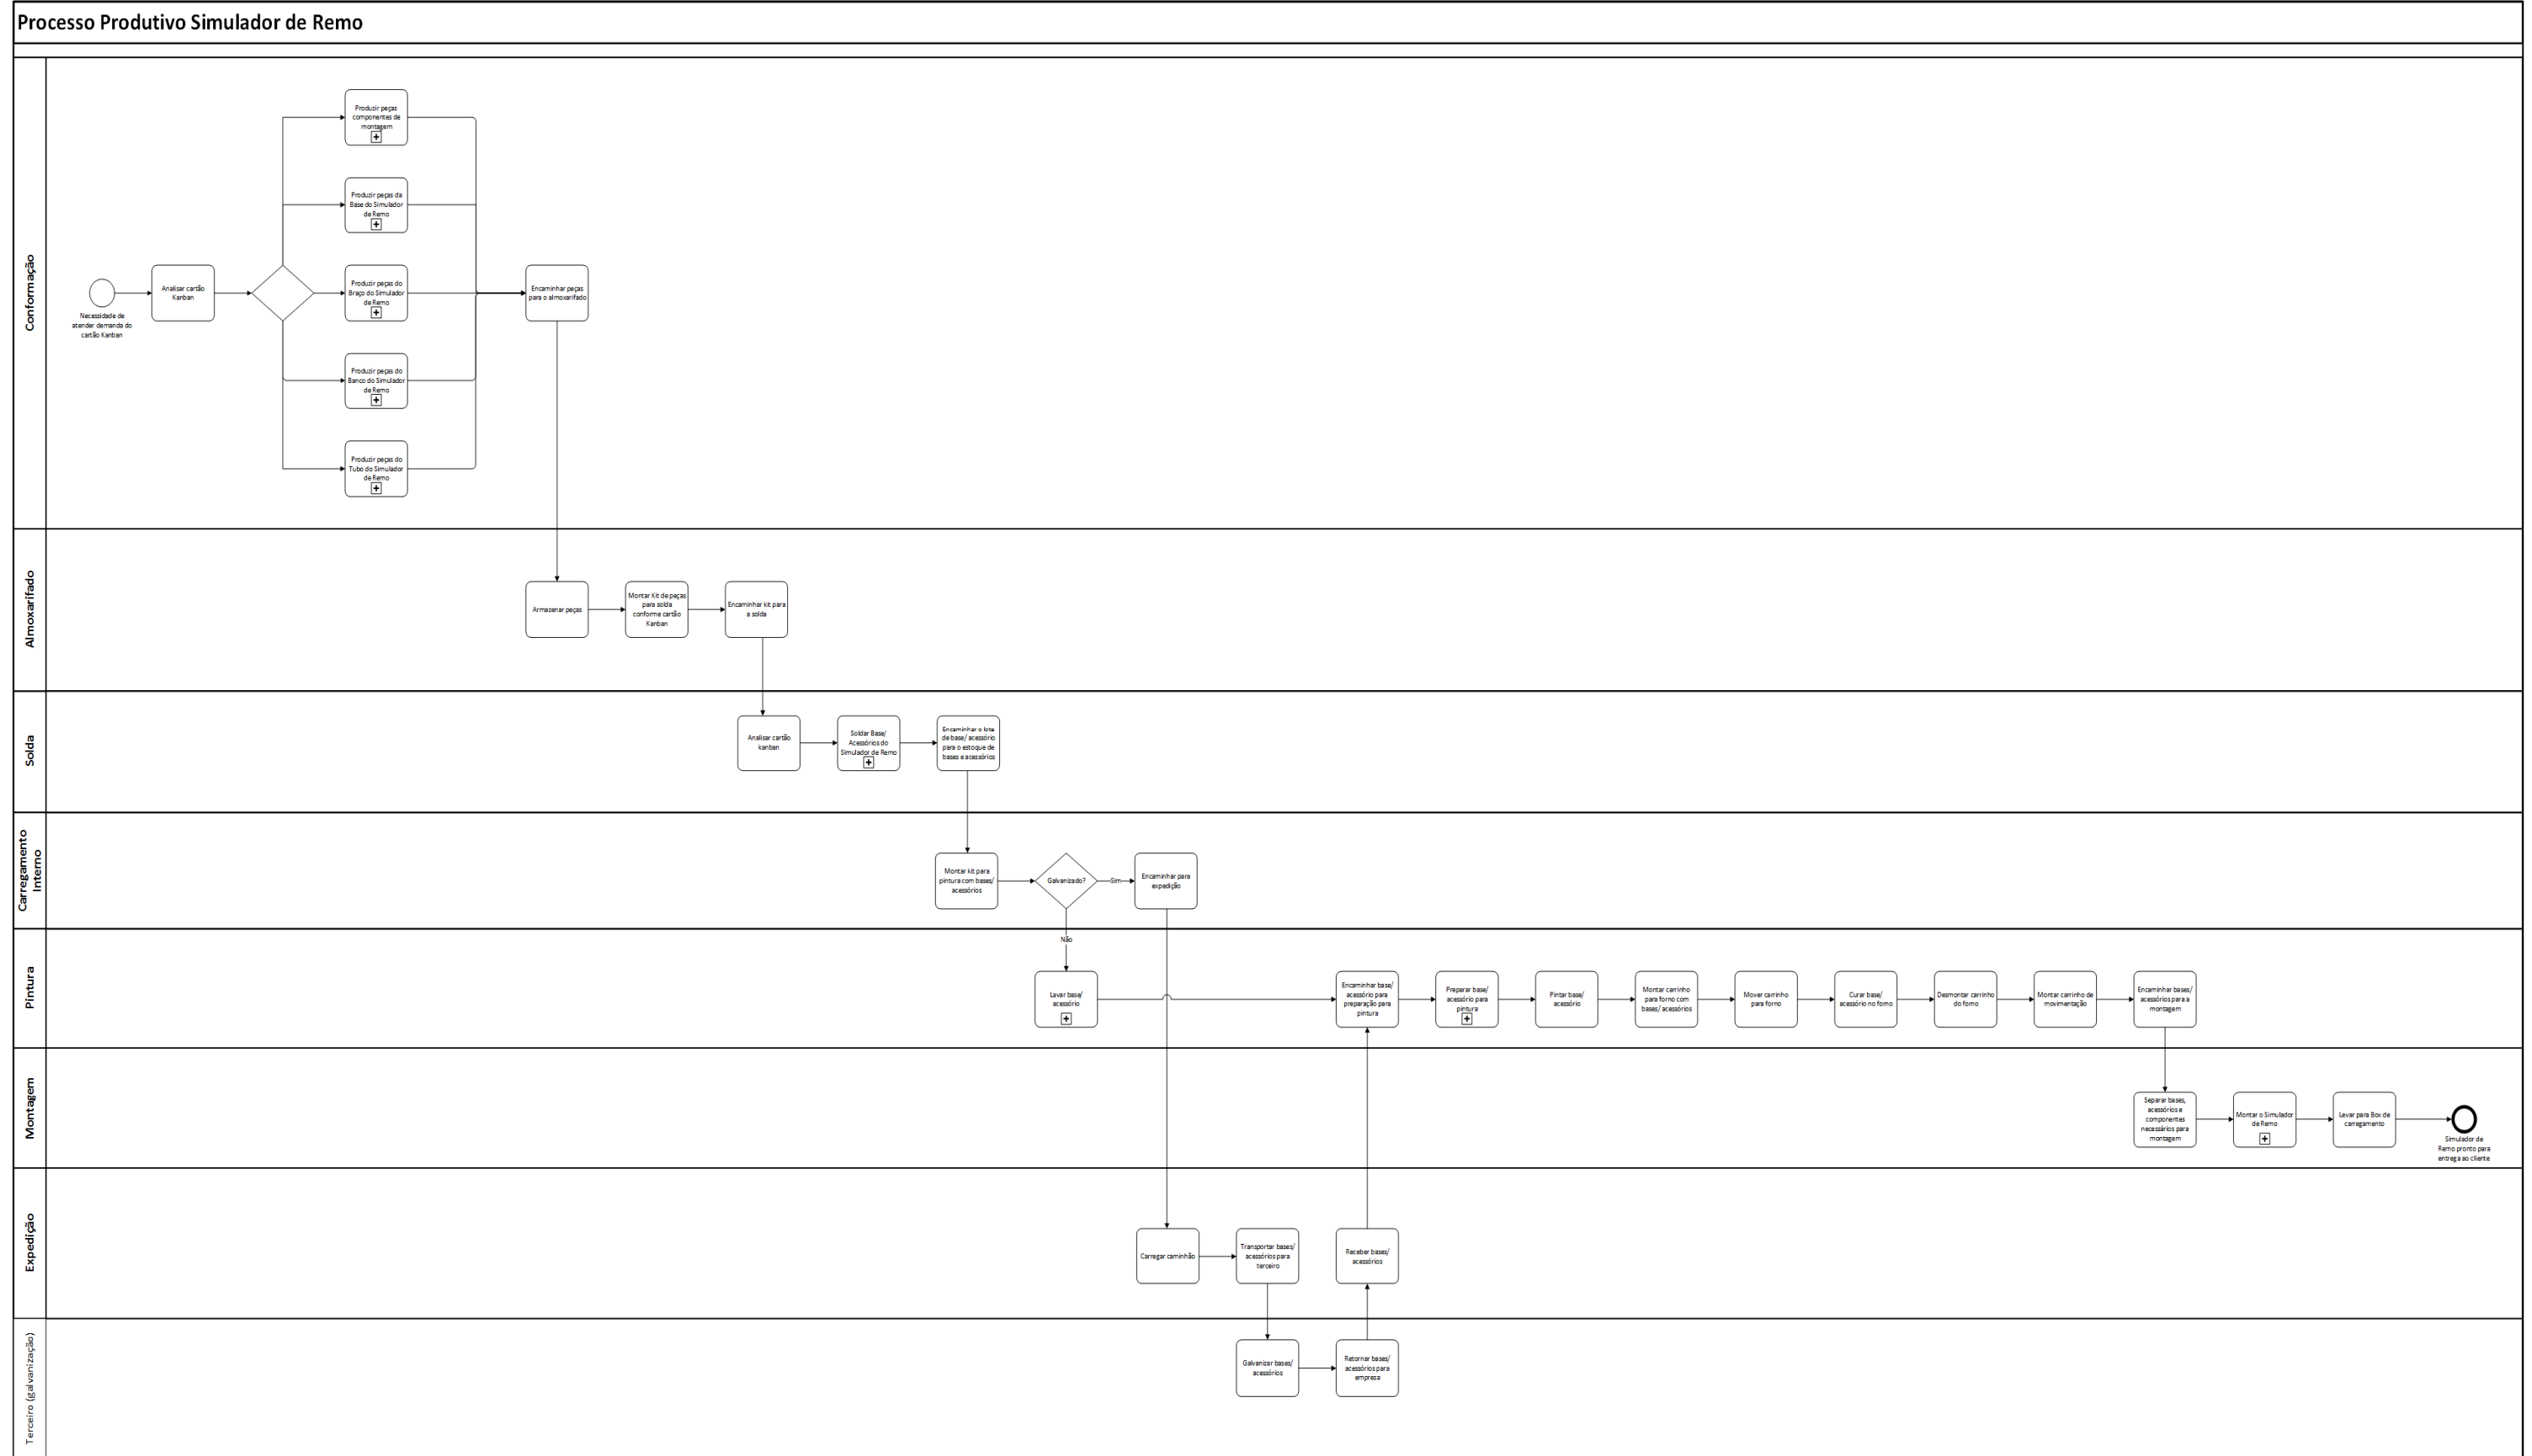 Processo Produtivo Simulador de Remo
Conformação
Necessidade de
atender demanda do
cartão Kanban
Analisar cartão
Kanban
Produzir peças
componentes de
montagem
Produzir peças da
Base do Simulador
de Remo
Produzir peças do
Braço do Simulador
de Remo
Produzir peças do
Banco do Simulador
de Remo
Produzir peças do
Tubo do Simulador
de Remo
Encaminhar peças
para o almoxarifado
Almoxarifado
Armazenar peças
Montar Kit de peças
para solda
conforme cartão
Kanban
Encaminhar kit para
a solda
Solda
Analisar cartão
kanban
Soldar Base/
Acessórios do
Simulador de Remo
Encaminhar o lote
de base/ acessório
para o estoque de
bases e acessórios
Carregamento
Interno
Montar kit para
pintura com bases/
acessórios
Galvanizado?
Sim
Encaminhar para
expedição
Não
Pintura
Lavar base/
acessório
Encaminhar base/
acessório para
preparação para
pintura
Preparar base/
acessório para
pintura
Pintar base/
acessório
Montar carrinho
para forno com
bases/ acessórios
Mover carrinho
para forno
Curar base/
acessório no forno
Desmontar carrinho
do forno
Montar carrinho de
movimentação
Encaminar bases/
acessórios para a
montagem
Montagem
Separar bases,
acessórios e
componentes
necessários para
montagem
Montar o Simulador
de Remo
Levar para Box de
carregamento
Simulador de
Remo pronto para
entrega ao cliente
Expedição
Carregar caminhão
Transportar bases/
acessórios para
terceiro
Receber bases/
acessórios
Terceiro (galvanização)
Galvanizar bases/
acessórios
Retornar bases/
acessórios para
empresa